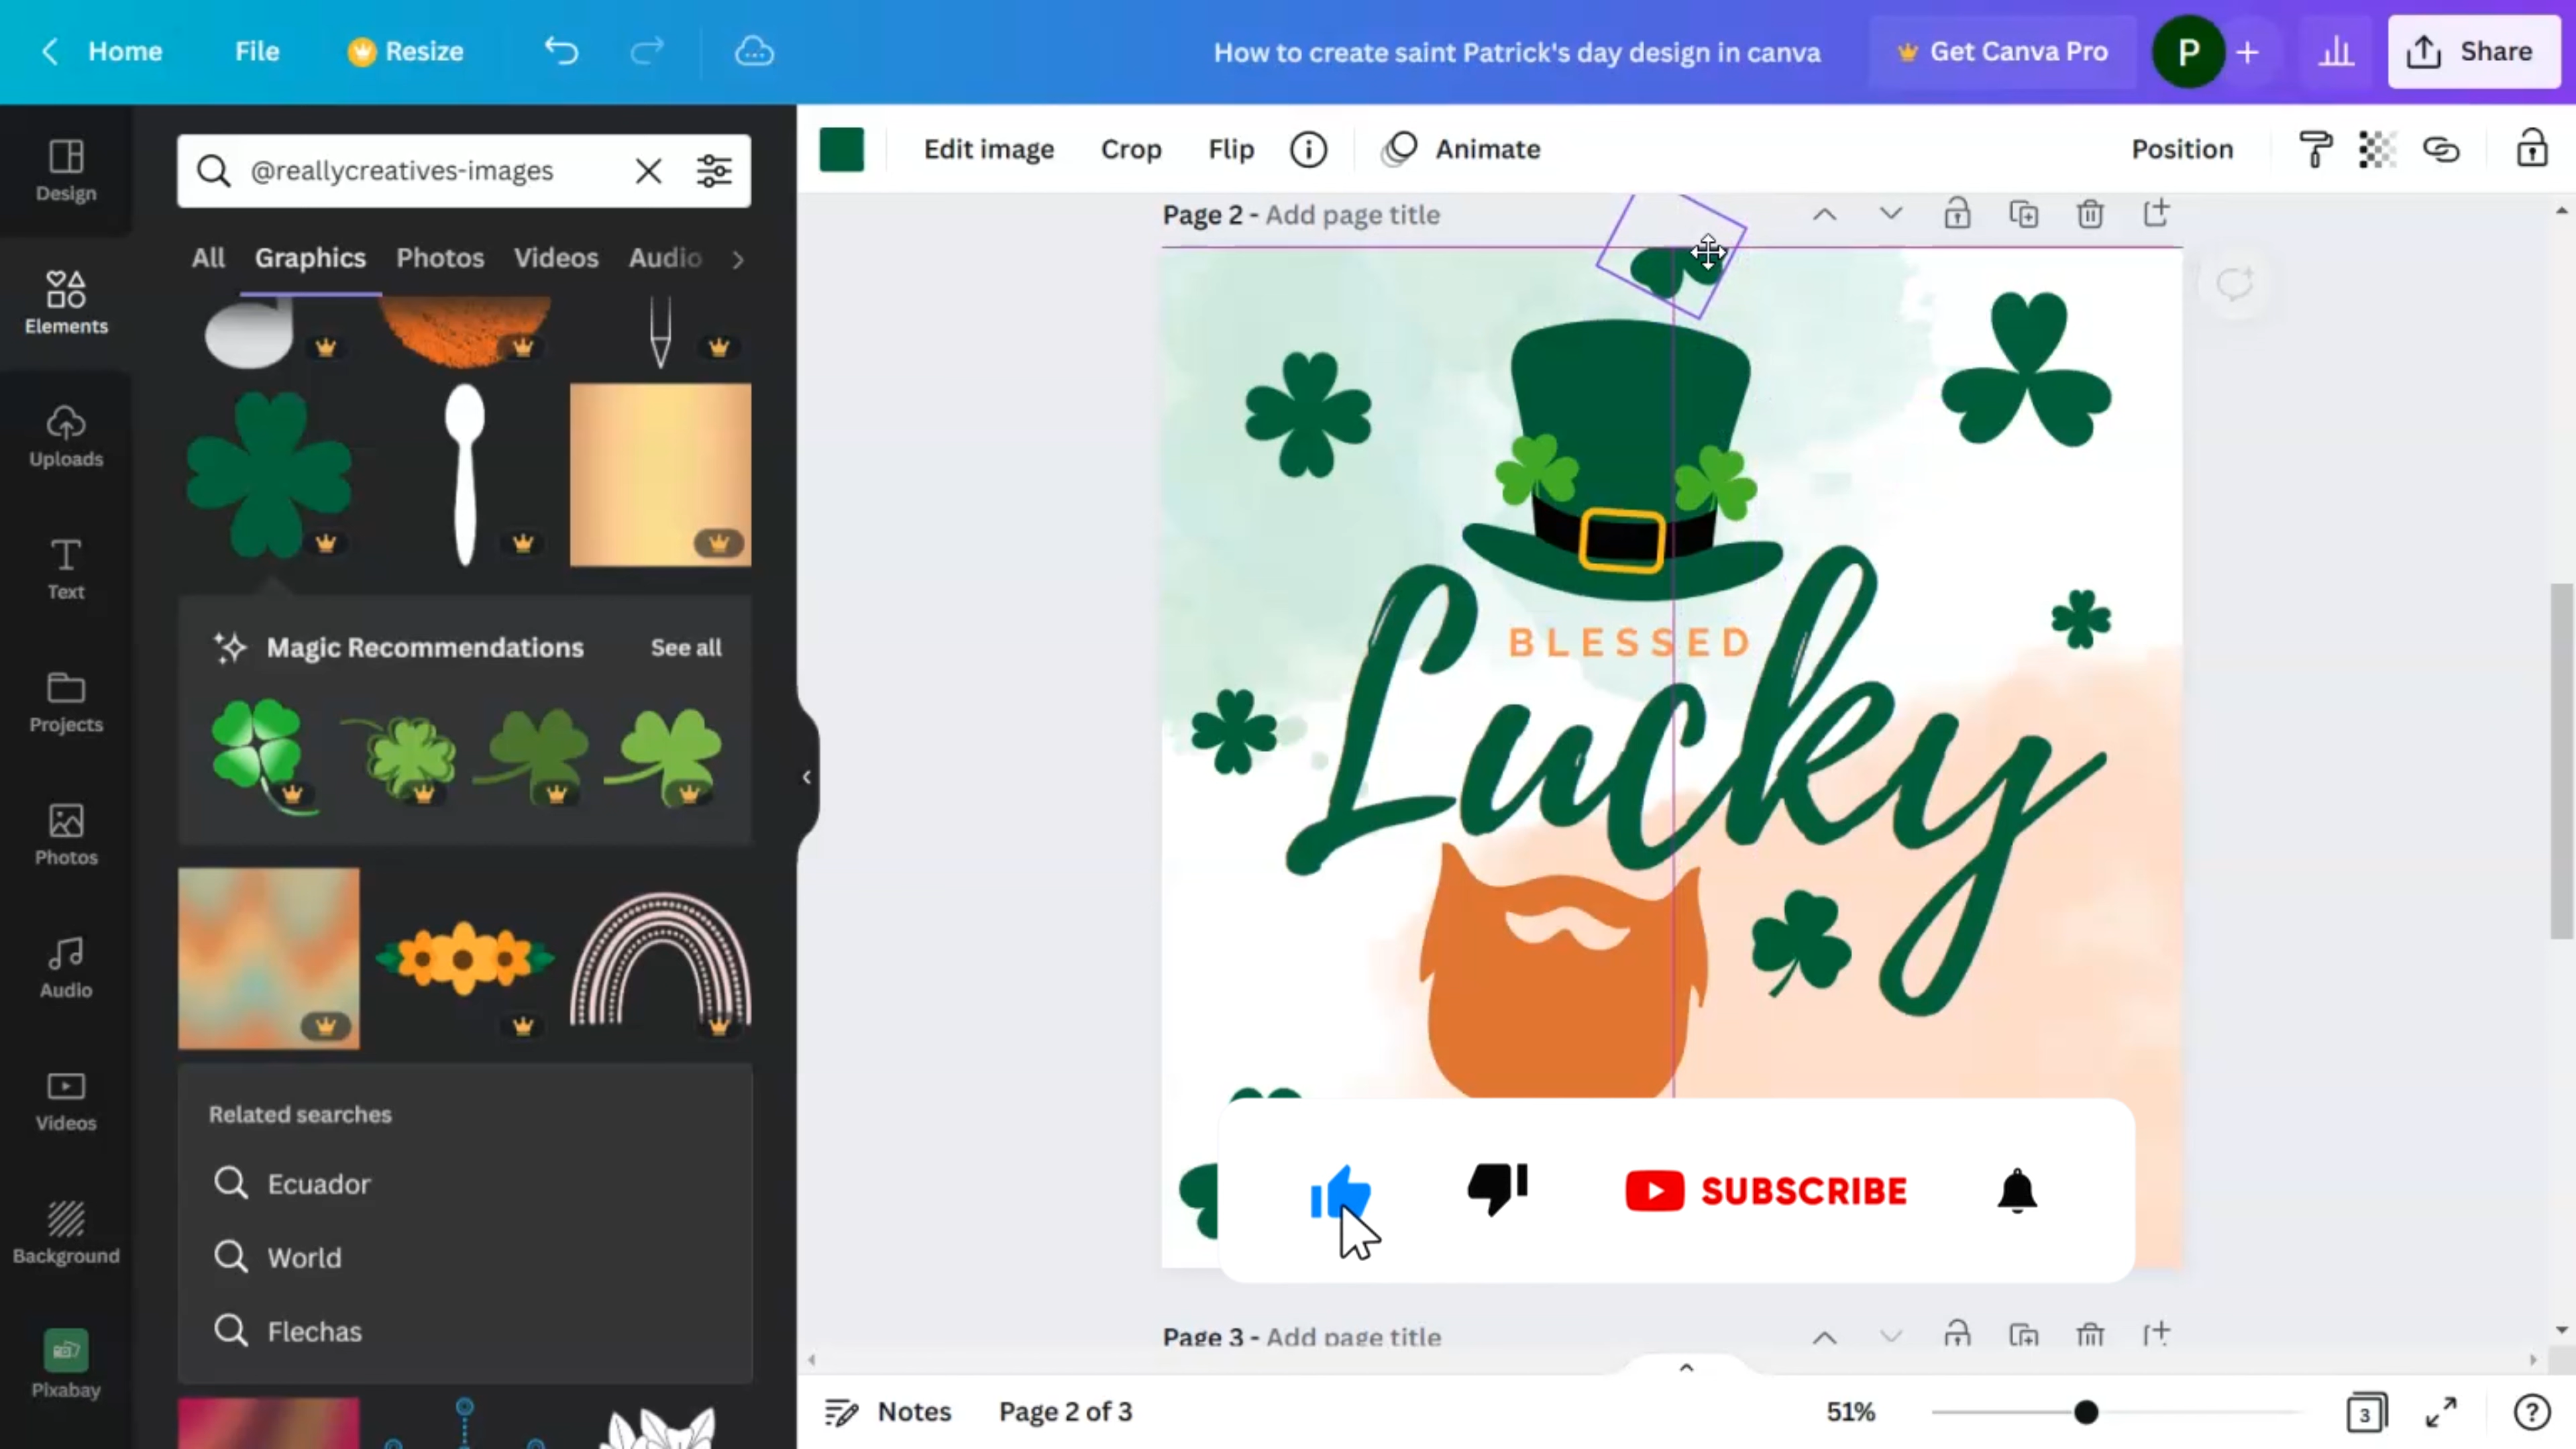 Home
File
Resize
How to create saint Patrick's day design in canva
Get Canva Pro
P
Share
Design
Elements
Uploads
Text
Projects
Photos
Audio
Videos
Background
Pixabay
@reallycreatives-images
All
Graphics
Photos
Videos
Audio
Magic Recommendations
See all
Related searches
Ecuador
World
Flechas
Edit image
Crop
Flip
Animate
Position
Page 2 - Add page title
BLESSED
Lucky
SUBSCRIBE
Page 3 - Add page title
Notes
Page 2 of 3
51%
3